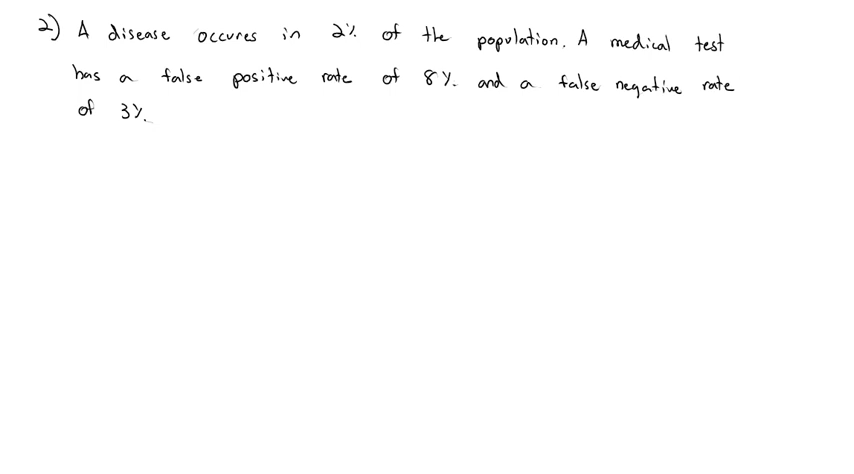 2) A disease occures in 2% of the population. A medical test
has a false positive rate of 8% and a false negative rate
of 3%.